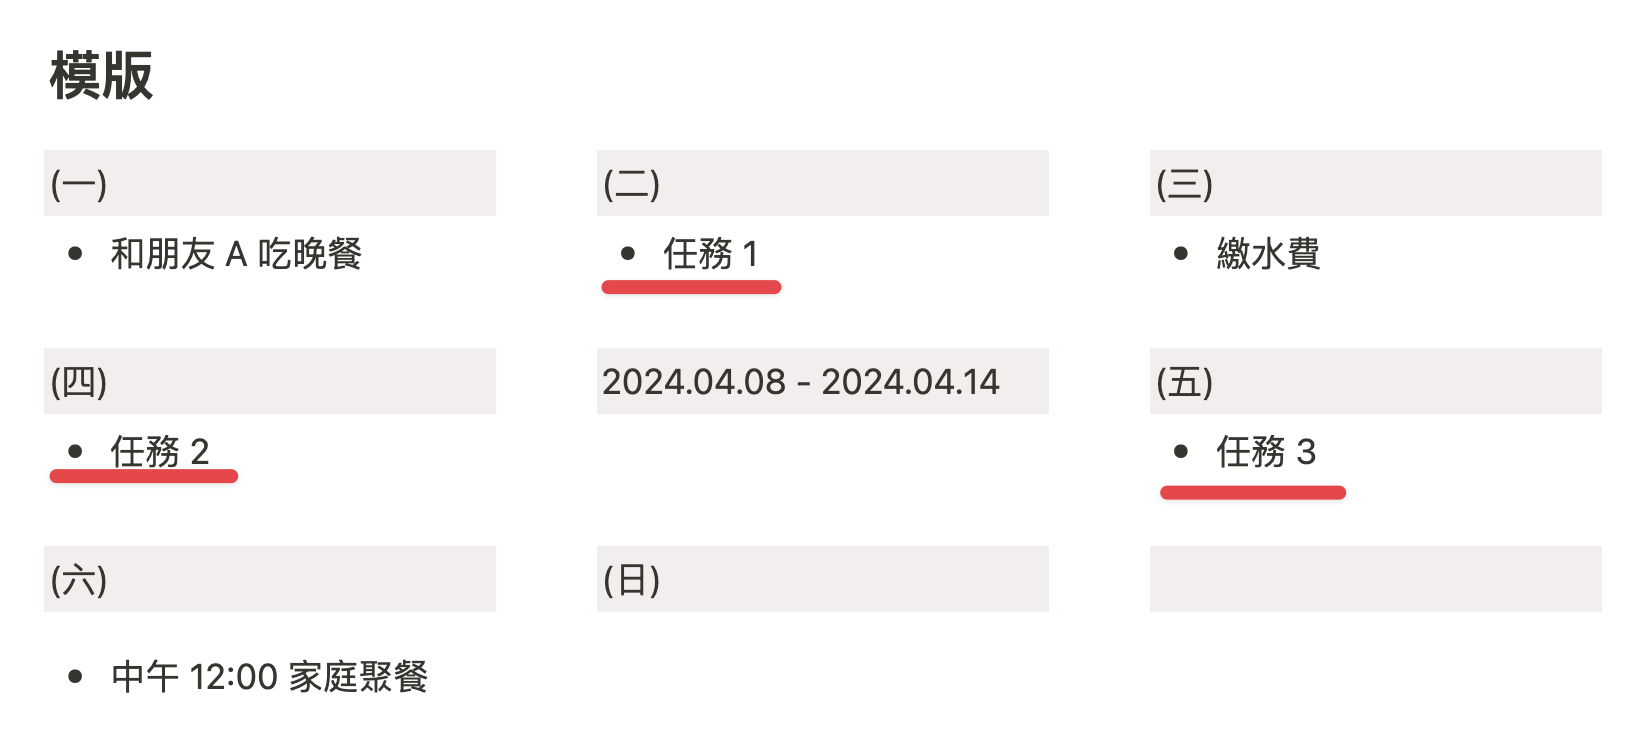 模版
(一)
和朋友 A 吃晚餐
(二)
任務 1
(三)
繳水費
(四)
任務 2
2024.04.08 - 2024.04.14
(五)
任務 3
(六)
中午 12:00 家庭聚餐
(日)